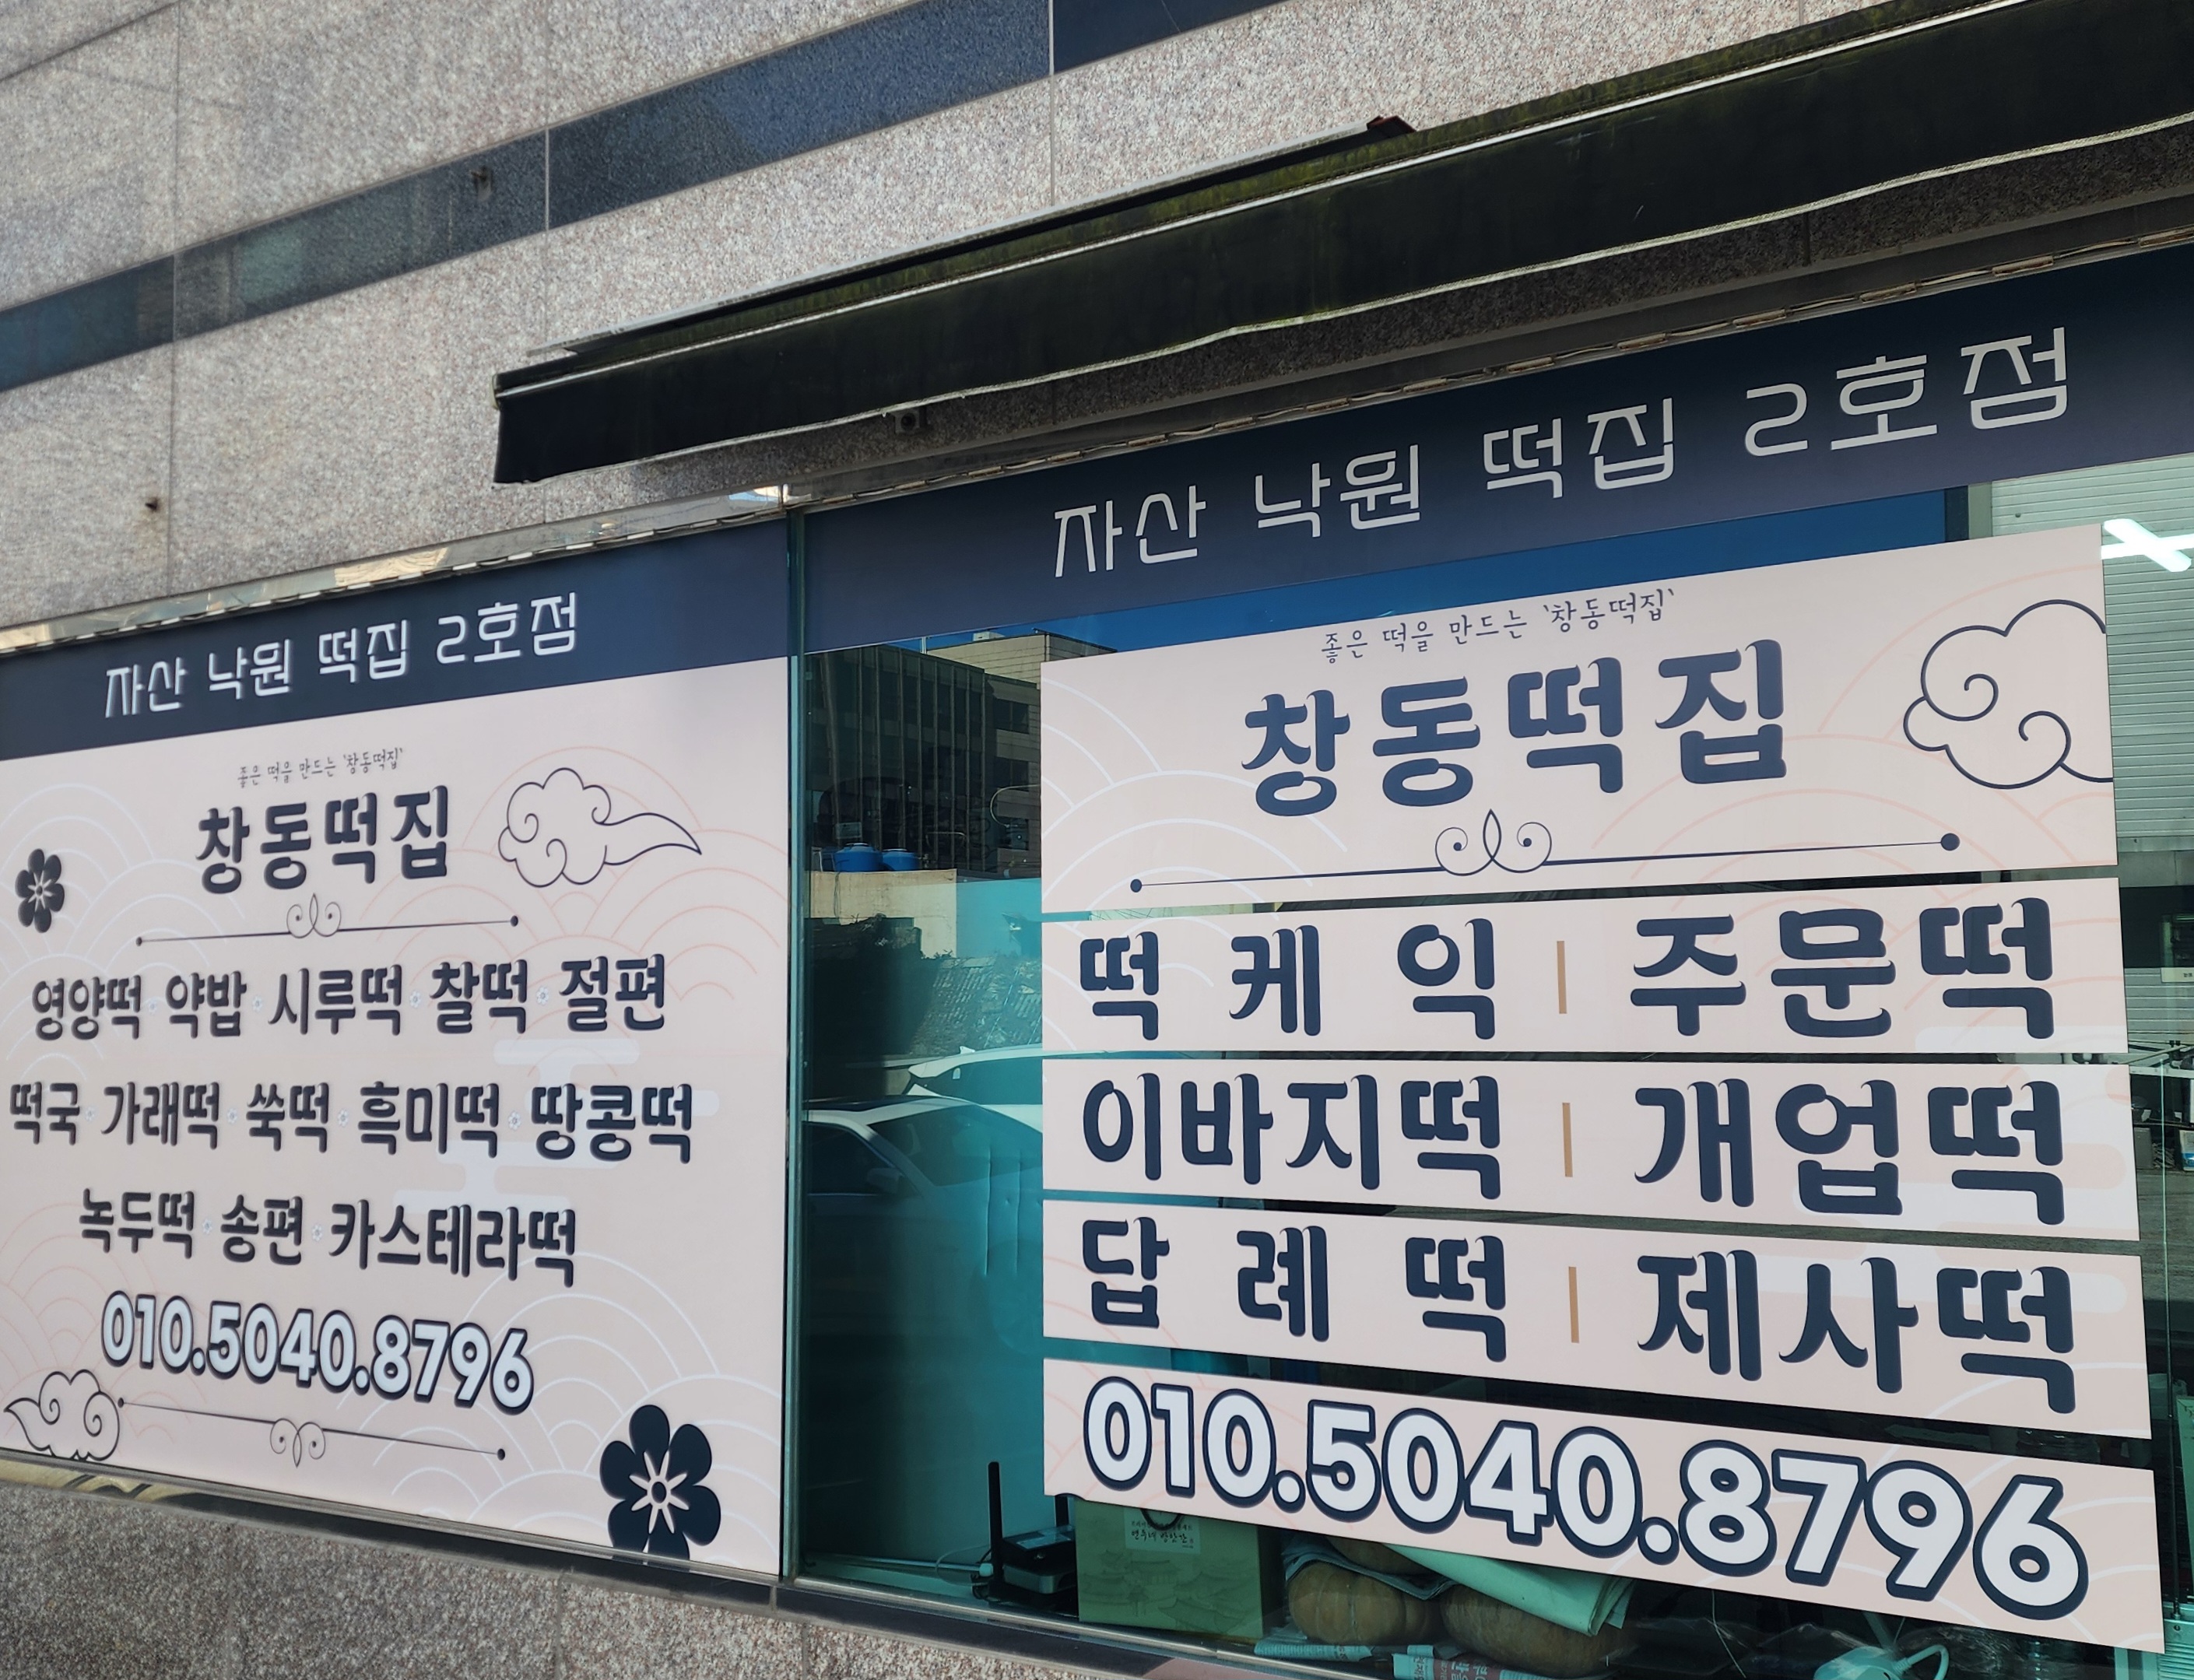 자산 낙원 떡집 2호점
좋은 떡을 만드는 '창동떡집'
창동떡집
영양떡 약밥 시루떡 찰떡 절편
떡국 가래떡 쑥떡 흑미떡 땅콩떡
녹두떡 송편 카스테라떡
010.5040.8796
자산 낙원 떡집 2호점
좋은 떡을 만드는 '창동떡집'
창동떡집
떡 케 익 | 주문떡
이바지떡 | 개업떡
답 례 떡 | 제사떡
010.5040.8796